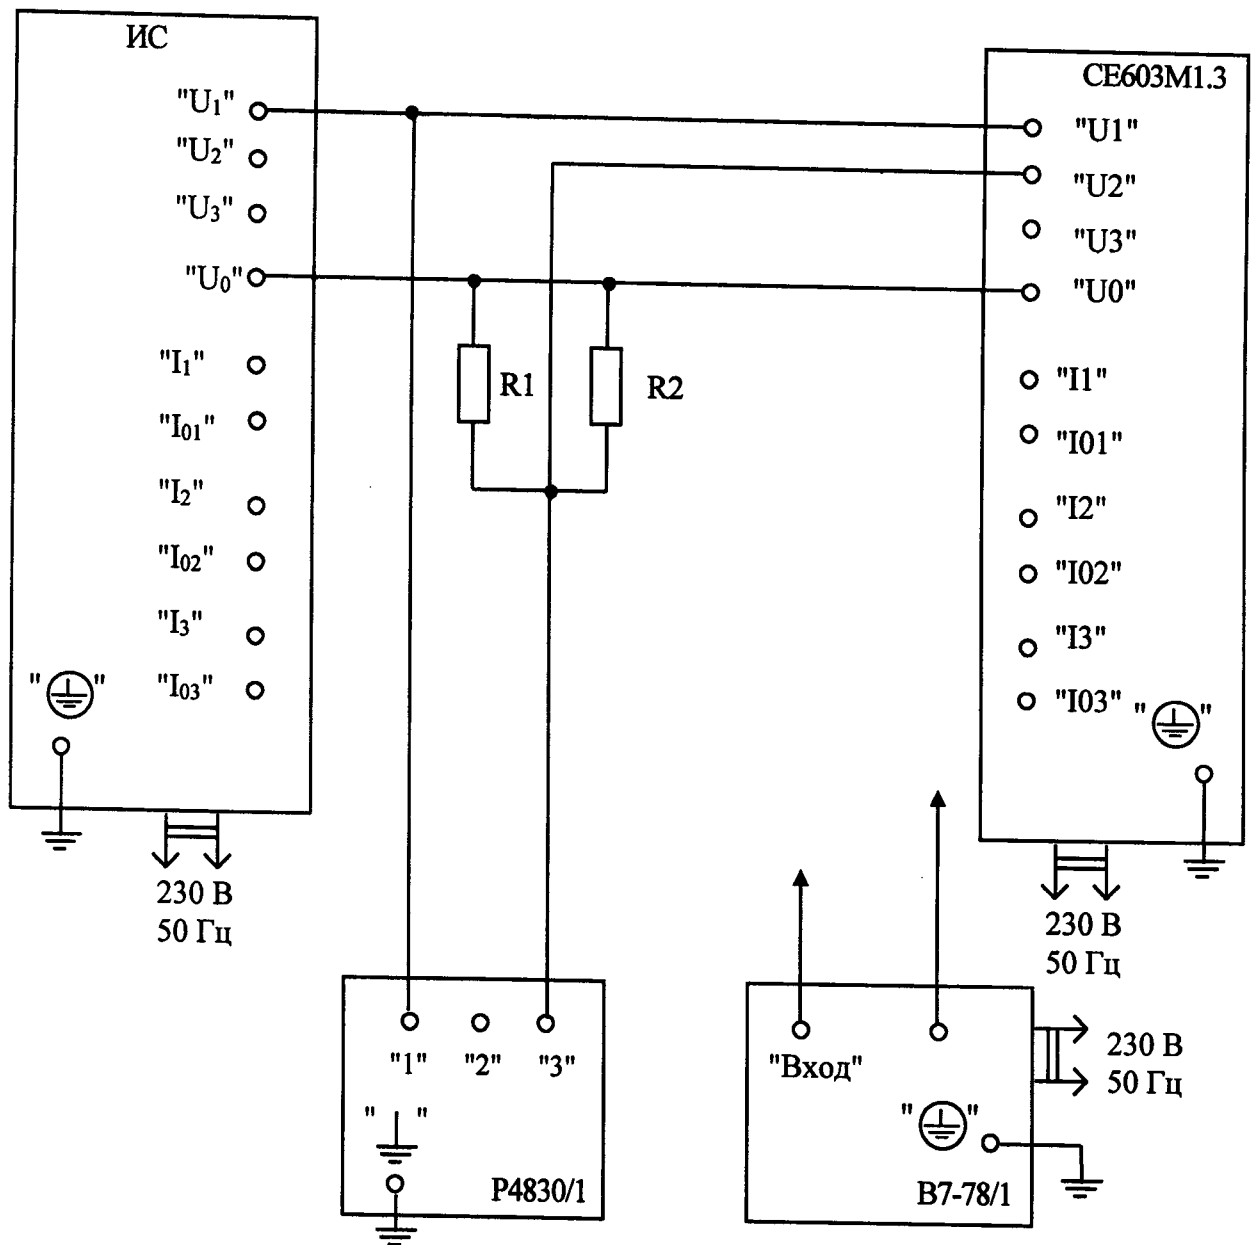 ИС
"U1"
"U2"
"U3"
"U0"
"I1"
"I01"
"I2"
"I02"
"I3"
"I03"
" "
230 В
50 Гц
R1
R2
CE603M1.3
"U1"
"U2"
"U3"
"U0"
"I1"
"I01"
"I2"
"I02"
"I3"
"I03"
" "
230 В
50 Гц
"1" "2" "3"
" "
Р4830/1
"Вход"
" "
В7-78/1
230 В
50 Гц